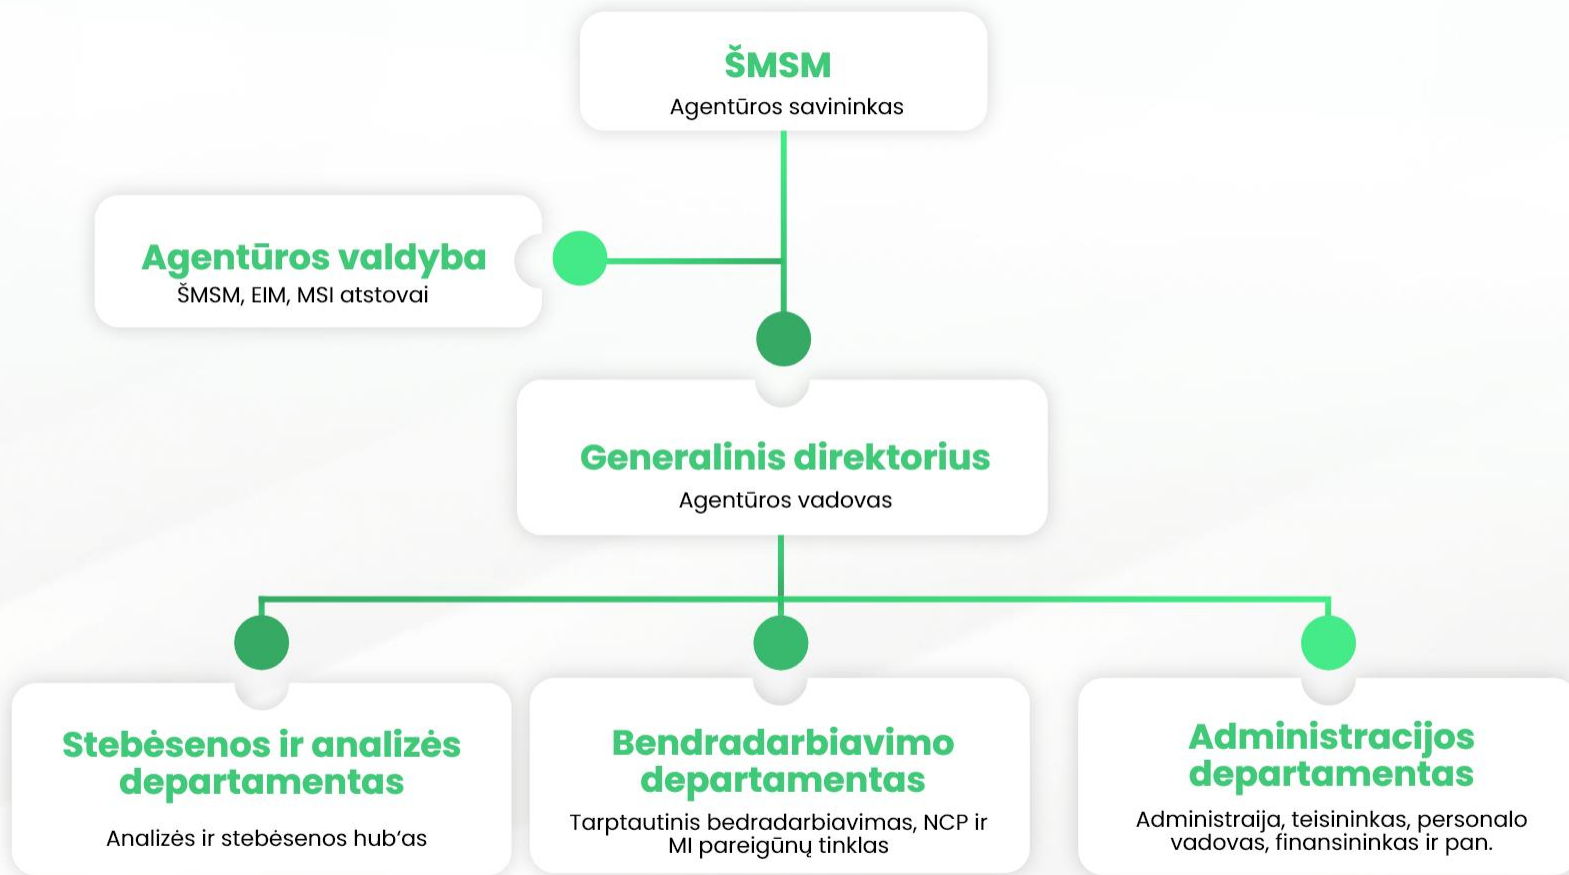 ŠMSM
Agentūros savininkas
Agentūros valdyba
ŠMSM, EIM, MSI atstovai
Generalinis direktorius
Agentūros vadovas
Stebėsenos ir analizės
departamentas
Analizės ir stebėsenos hub‘as
Bendradarbiavimo
departamentas
Tarptautinis bedradarbiavimas, NCP ir
MI pareigūnų tinklas
Administracijos
departamentas
Administraija, teisininkas, personalo
vadovas, finansininkas ir pan.